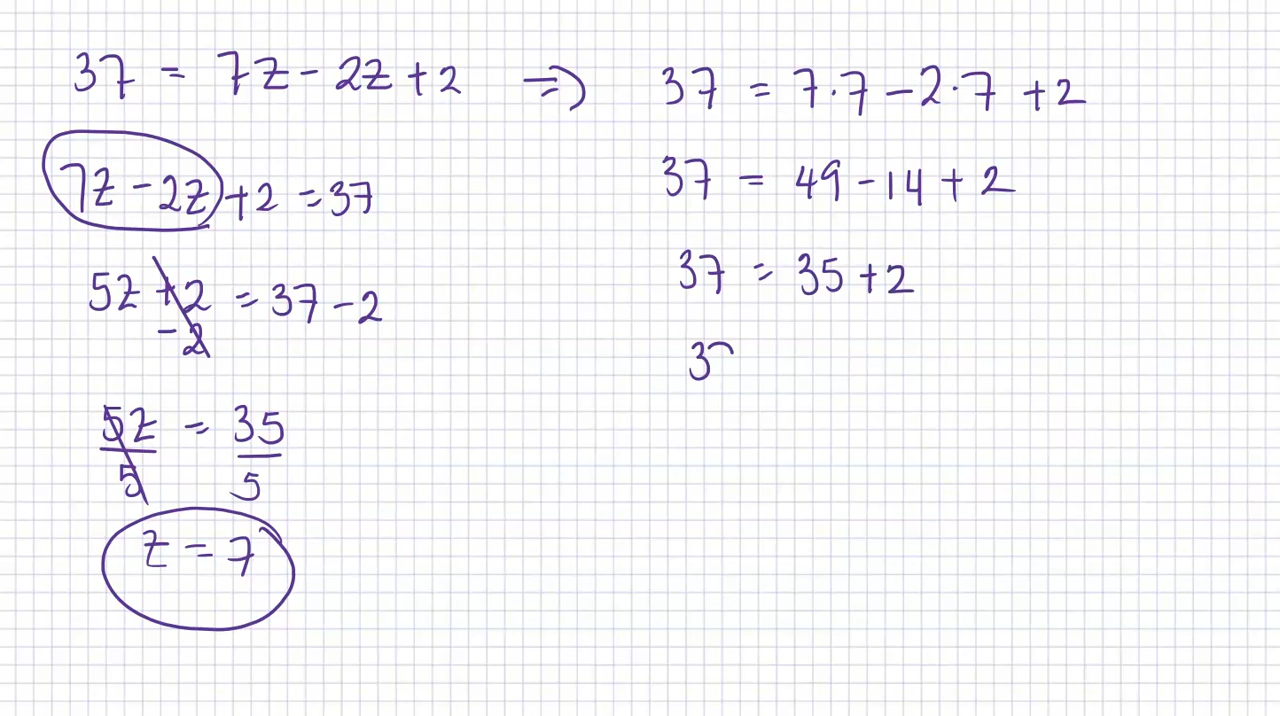 37 = 7z - 2z + 2 ⇒
7z - 2z + 2 = 37
5z + 2 = 37 - 2
- 2
5z = 35
5 5
z = 7
37 = 7·7 - 2·7 + 2
37 = 49 - 14 + 2
37 = 35 + 2